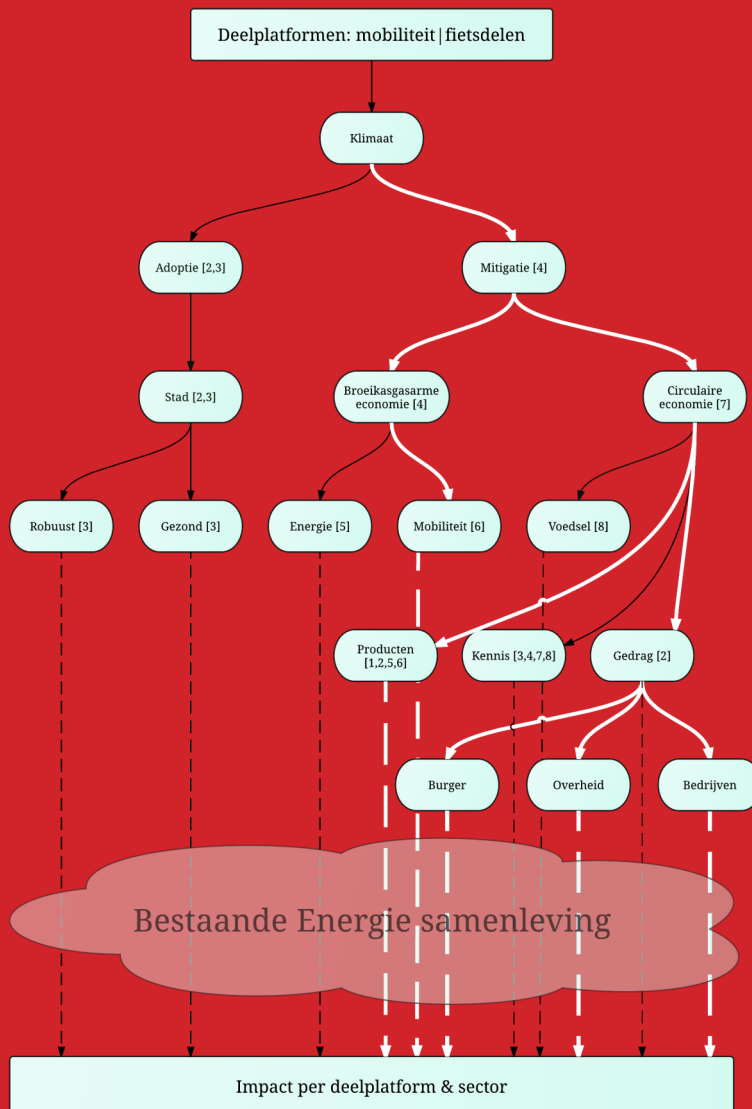 Deelplatformen: mobiliteit|fietsdelen
Klimaat
Adoptie [2,3]
Mitigatie [4]
Stad [2,3]
Broeikasgasarme
economie [4]
Circulaire
economie [7]
Robuust [3]
Gezond [3]
Energie [5]
Mobiliteit [6]
Voedsel [8]
Producten
[1,2,5,6]
Kennis [3,4,7,8]
Gedrag [2]
Burger
Overheid
Bedrijven
Bestaande Energie samenleving
Impact per deelplatform & sector